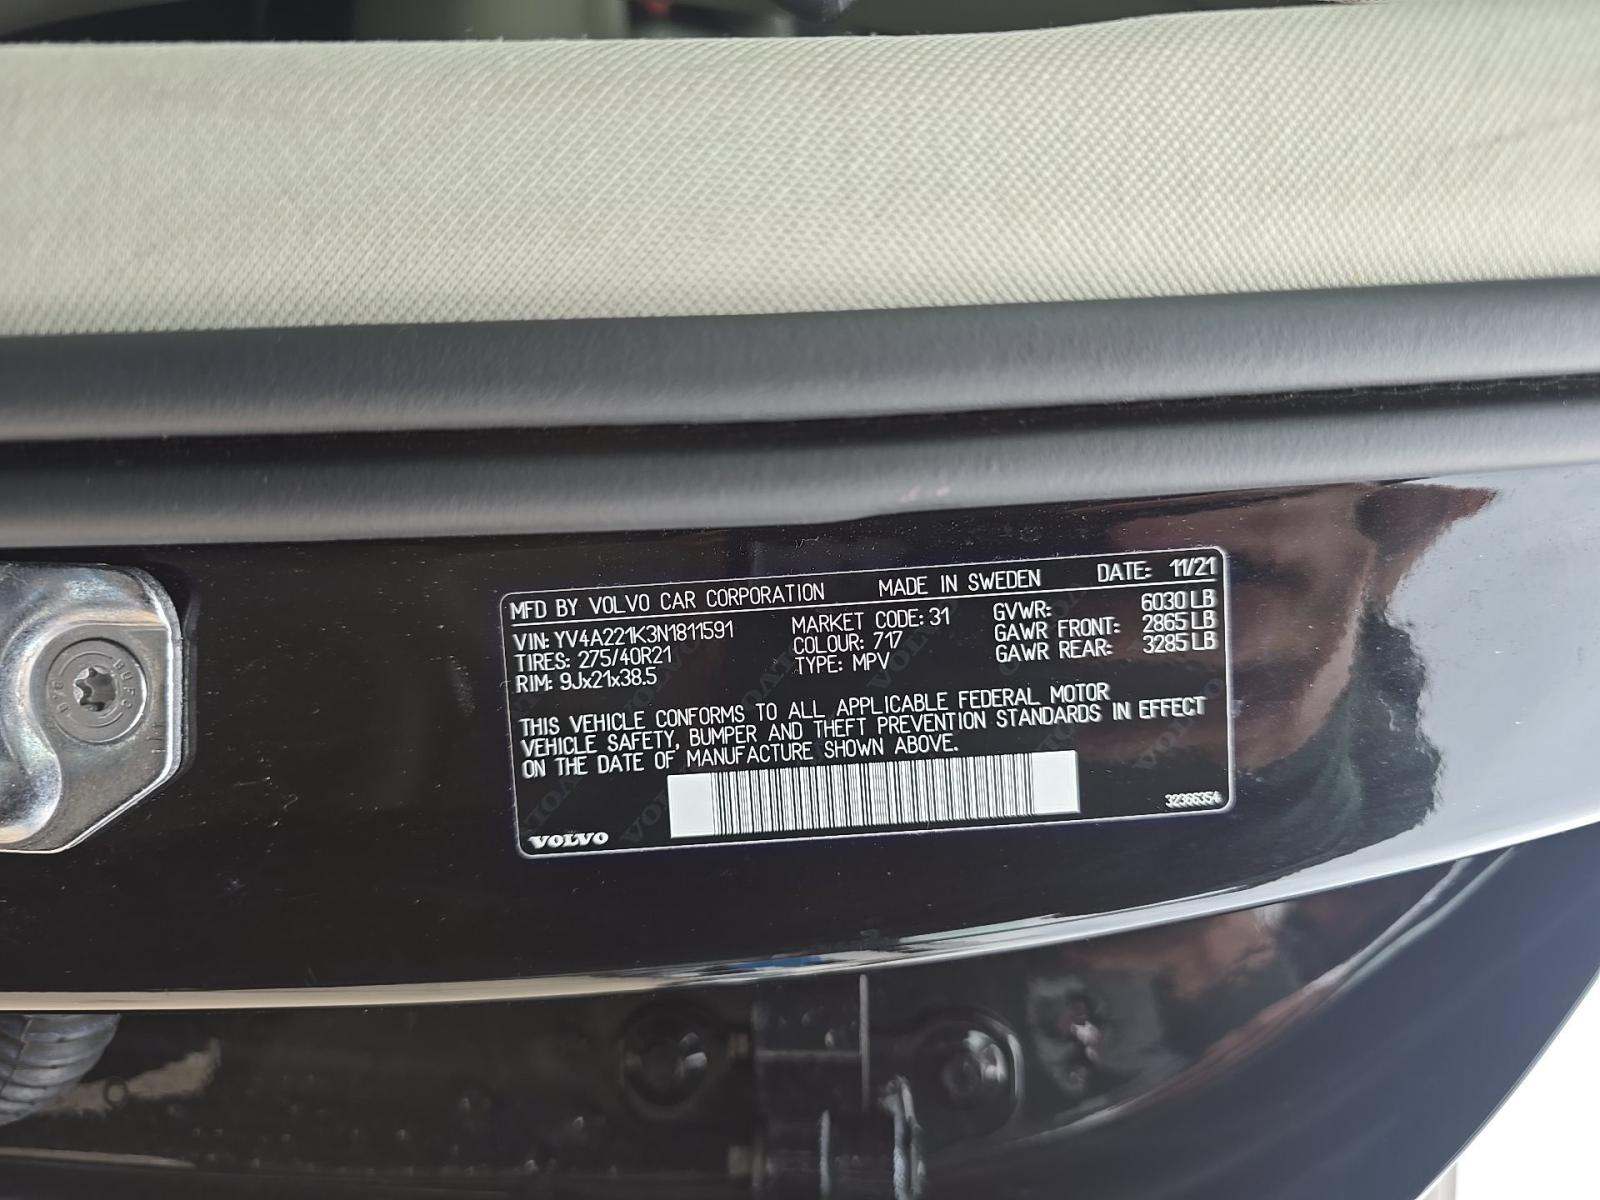 MFD BY VOLVO CAR CORPORATION MADE IN SWEDEN DATE: 11/21
VIN: YV4A221K3N1811591 MARKET CODE: 31 GVWR: 6030 LB
TIRES: 275/40R21 COLOUR: 717 GAWR FRONT: 2865 LB
RIM: 9Jx21x38.5 TYPE: MPV GAWR REAR: 3285 LB
THIS VEHICLE CONFORMS TO ALL APPLICABLE FEDERAL MOTOR
VEHICLE SAFETY, BUMPER AND THEFT PREVENTION STANDARDS IN EFFECT
ON THE DATE OF MANUFACTURE SHOWN ABOVE.
VOLVO 32366354